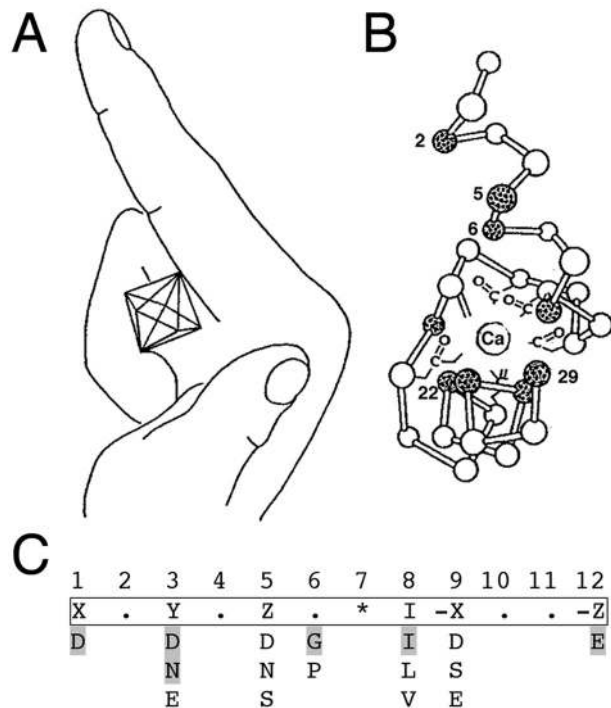 A
B
2
5
6
C
O
C
O
O
C
Ca
C
O
22
29
C
1 2 3 4 5 6 7 8 9 10 11 12
X . Y . Z . * I -X . . -Z
D D D G I D E
N N P L S
E S V E